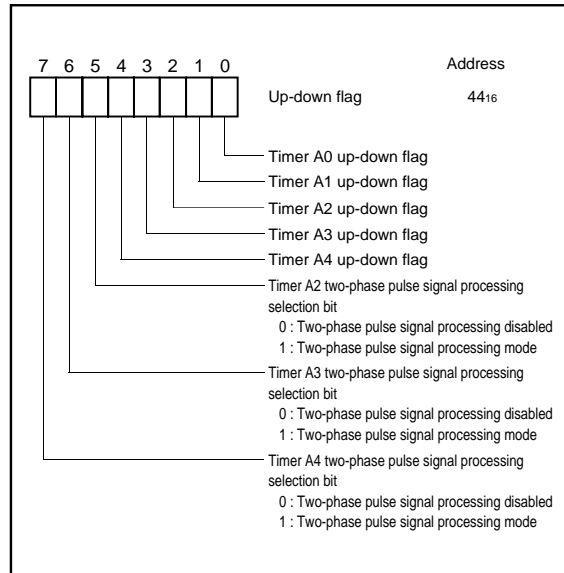 7 6 5 4 3 2 1 0
Address
Up-down flag 4416
Timer A0 up-down flag
Timer A1 up-down flag
Timer A2 up-down flag
Timer A3 up-down flag
Timer A4 up-down flag
Timer A2 two-phase pulse signal processing
selection bit
0 : Two-phase pulse signal processing disabled
1 : Two-phase pulse signal processing mode
Timer A3 two-phase pulse signal processing
selection bit
0 : Two-phase pulse signal processing disabled
1 : Two-phase pulse signal processing mode
Timer A4 two-phase pulse signal processing
selection bit
0 : Two-phase pulse signal processing disabled
1 : Two-phase pulse signal processing mode